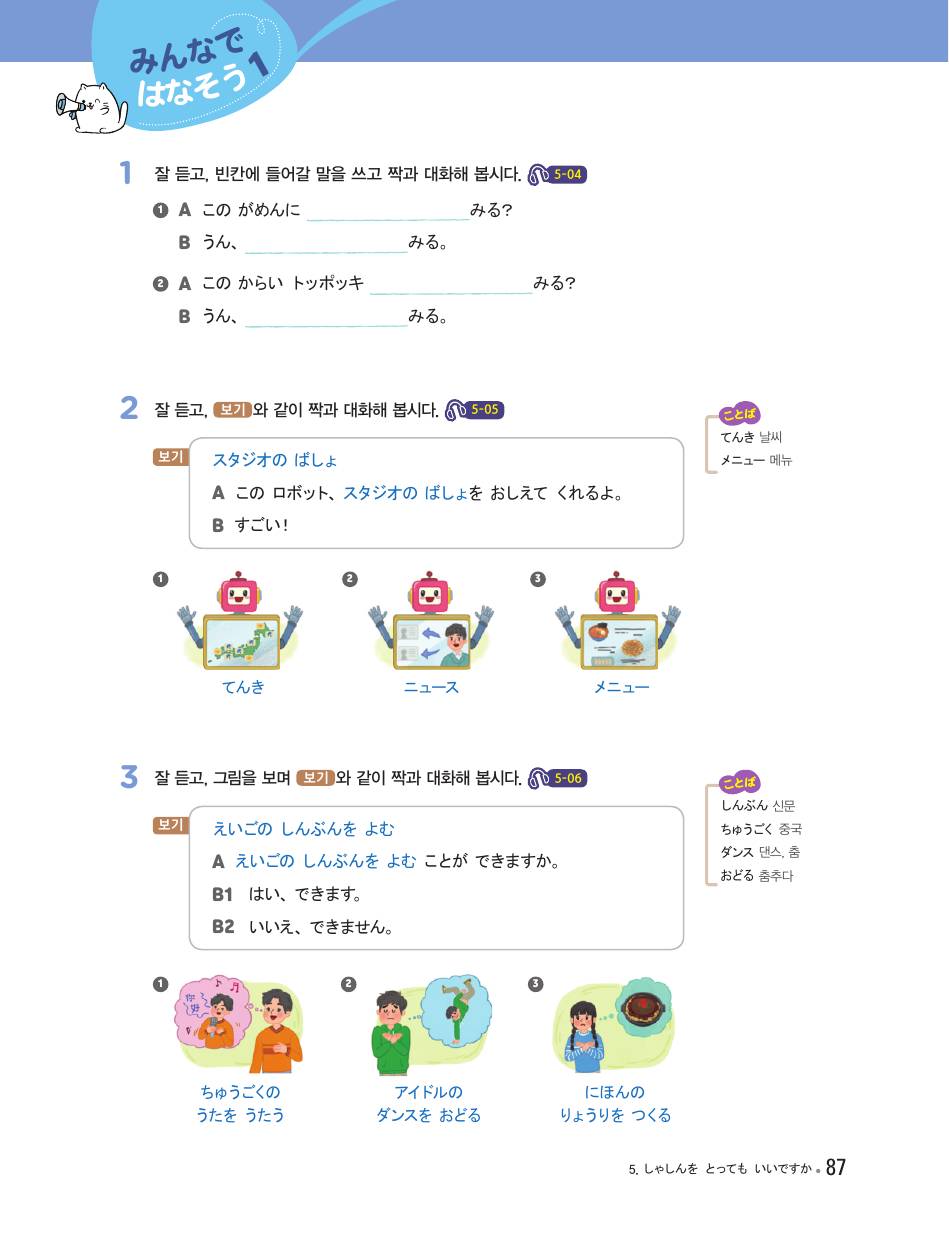 みんなで
はなそう 1
う
1 잘 듣고, 빈칸에 들어갈 말을 쓰고 짝과 대화해 봅시다. 5-04
1 A この がめんに みる?
B うん、 みる。
2 A この からい トッポッキ みる?
B うん、 みる。
2 잘 듣고, 보기 와 같이 짝과 대화해 봅시다. 5-05
ことば
てんき 날씨
メニュー 메뉴
보기 スタジオの ばしょ
A この ロボット、スタジオの ばしょを おしえて くれるよ。
B すごい!
1 2 3
てんき ニュース メニュー
3 잘 듣고, 그림을 보며 보기 와 같이 짝과 대화해 봅시다. 5-06
ことば
しんぶん 신문
ちゅうごく 중국
ダンス 댄스, 춤
おどる 춤추다
보기 えいごの しんぶんを よむ
A えいごの しんぶんを よむ ことが できますか。
B1 はい、できます。
B2 いいえ、できません。
1 2 3
你
好
ちゅうごくの
うたを うたう
アイドルの
ダンスを おどる
にほんの
りょうりを つくる
5. しゃしんを とっても いいですか 87